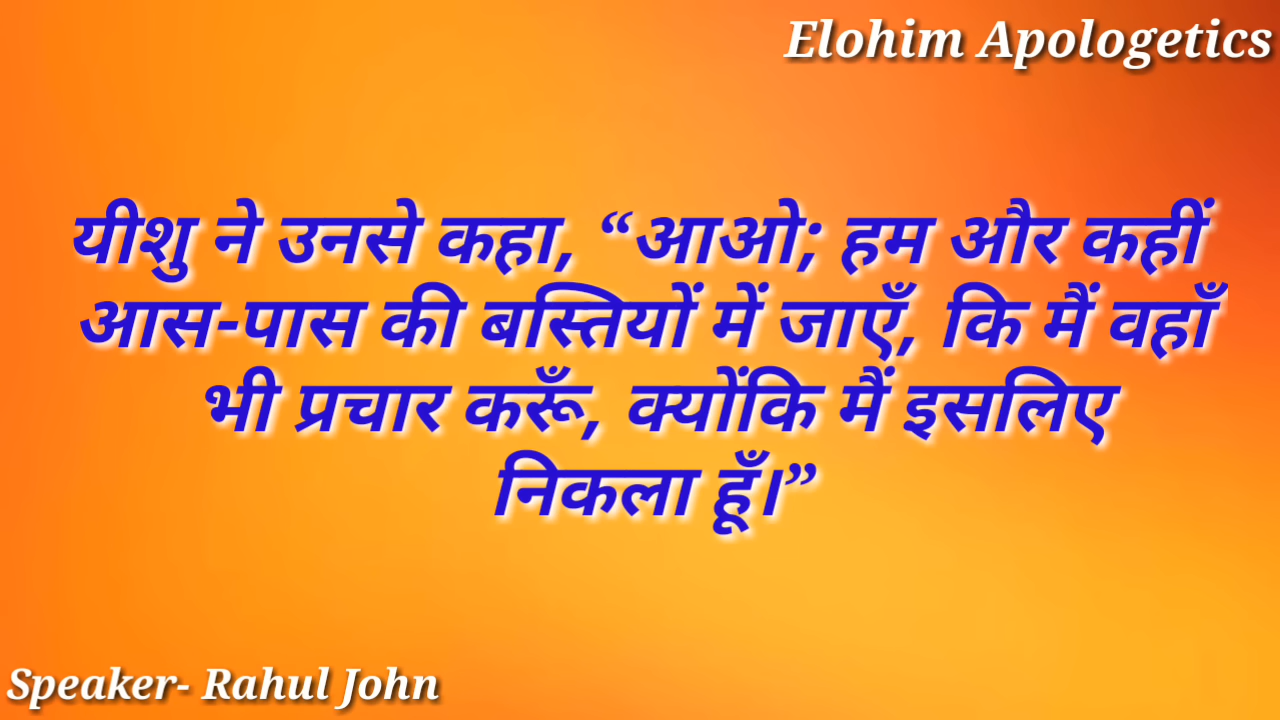 Elohim Apologetics
यीशु ने उनसे कहा, “आओ; हम और कहीं
आस-पास की बस्तियों में जाएँ, कि मैं वहाँ
भी प्रचार करूँ, क्योंकि मैं इसलिए
निकला हूँ।”
Speaker- Rahul John